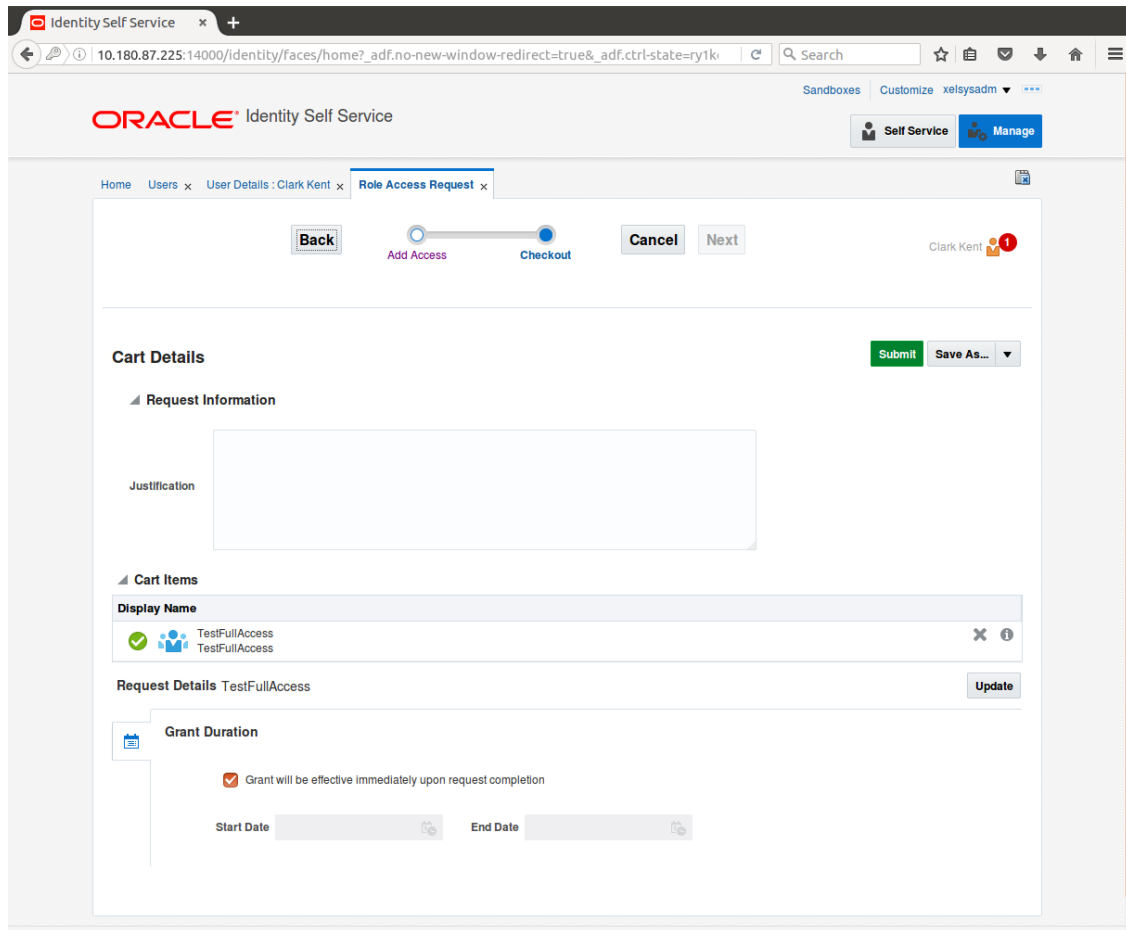 Identity Self Service × +
10.180.87.225:14000/identity/faces/home?_adf.no-new-window-redirect=true&_adf.ctrl-state=ry1k
Search
Sandboxes Customize xelsysadm
ORACLE Identity Self Service
Self Service Manage
Home Users × User Details : Clark Kent × Role Access Request ×
Back Cancel Next
Add Access Checkout
Clark Kent 1
Cart Details
Submit Save As...
Request Information
Justification
Cart Items
Display Name
TestFullAccess
TestFullAccess
Request Details TestFullAccess
Update
Grant Duration
Grant will be effective immediately upon request completion
Start Date End Date